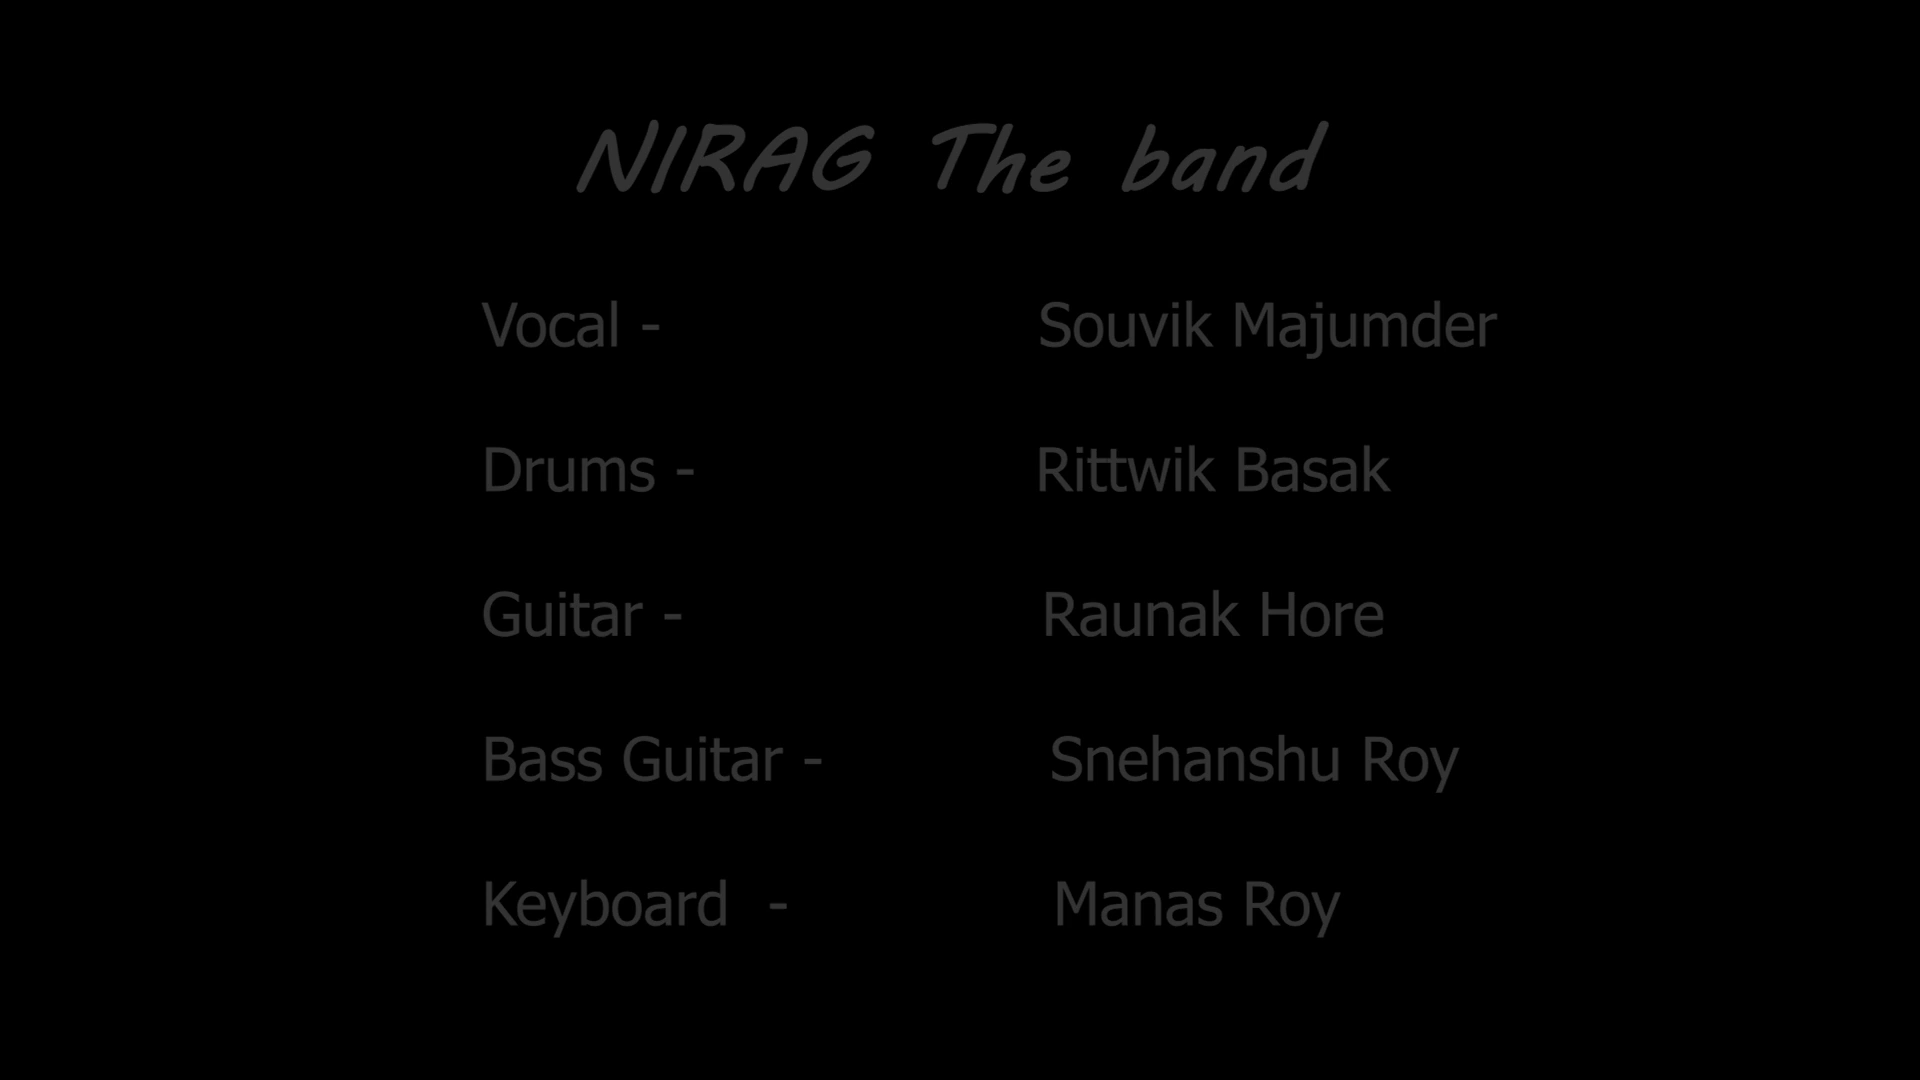 NIRAG The band
Vocal - Souvik Majumder
Drums - Rittwik Basak
Guitar - Raunak Hore
Bass Guitar - Snehanshu Roy
Keyboard - Manas Roy